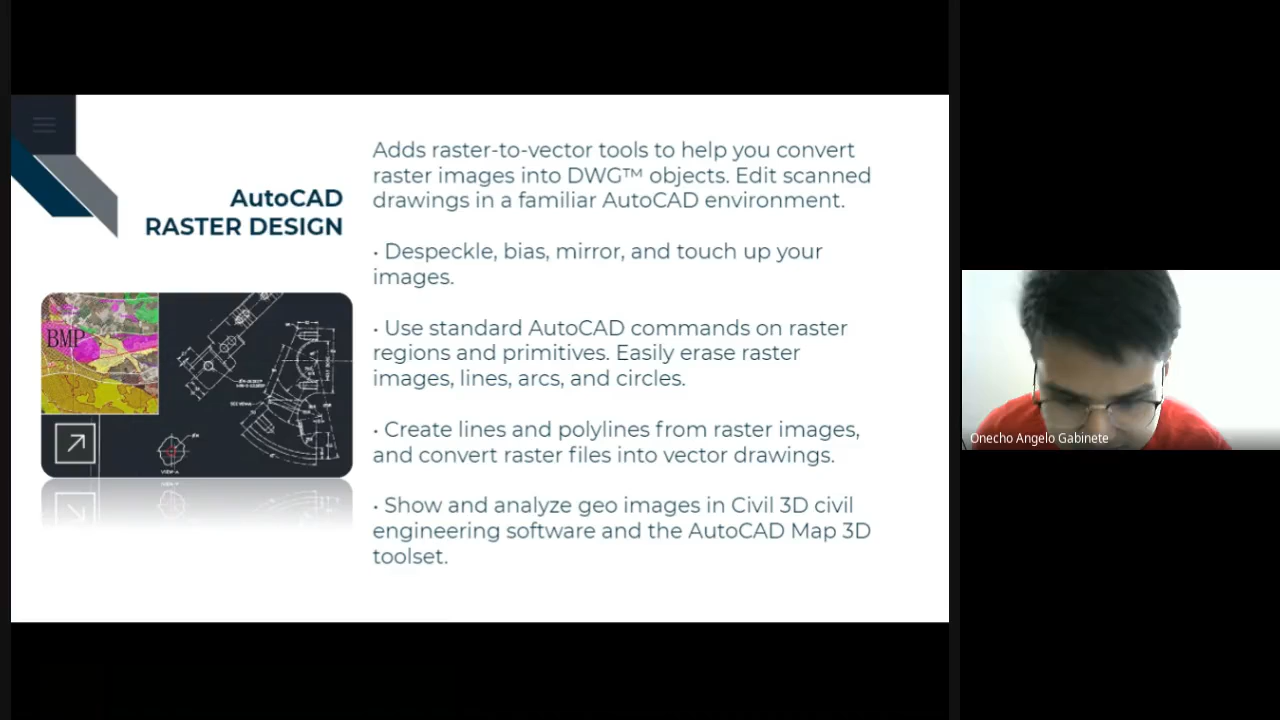 AutoCAD
RASTER DESIGN
BMP
Adds raster-to-vector tools to help you convert
raster images into DWG™ objects. Edit scanned
drawings in a familiar AutoCAD environment.
• Despeckle, bias, mirror, and touch up your
images.
• Use standard AutoCAD commands on raster
regions and primitives. Easily erase raster
images, lines, arcs, and circles.
• Create lines and polylines from raster images,
and convert raster files into vector drawings.
• Show and analyze geo images in Civil 3D civil
engineering software and the AutoCAD Map 3D
toolset.
Onecho Angelo Gabinete